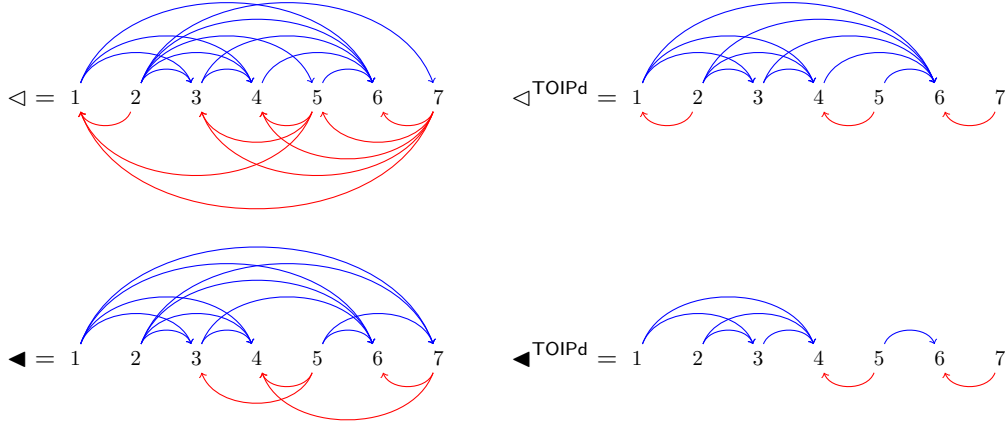 ◁ = 1 2 3 4 5 6 7
◁TOIPd = 1 2 3 4 5 6 7
◀ = 1 2 3 4 5 6 7
◀TOIPd = 1 2 3 4 5 6 7